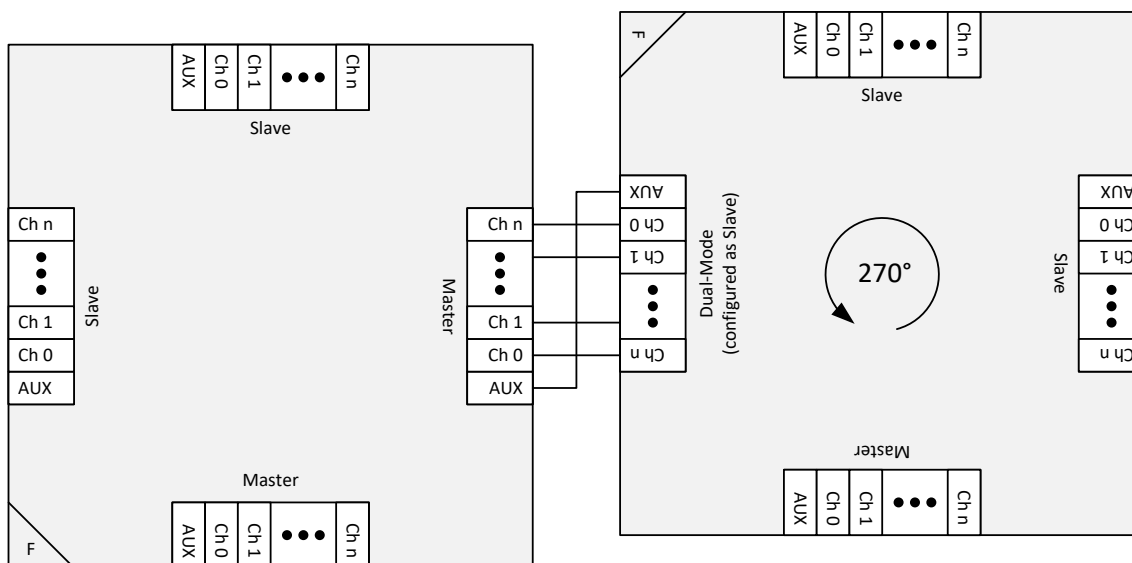 AUX Ch 0 Ch 1 Ch n
Slave
Ch n
Ch 1
Ch 0
AUX
Slave
Ch n
Ch 1
Ch 0
AUX
Master
Master
AUX Ch 0 Ch 1 Ch n
F
F
AUX Ch 0 Ch 1 Ch n
Slave
AUX
Ch 0
Ch 1
Ch n
Dual-Mode
(configured as Slave)
270°
AUX
Ch 0
Ch 1
Ch n
Slave
Master
AUX Ch 0 Ch 1 Ch n